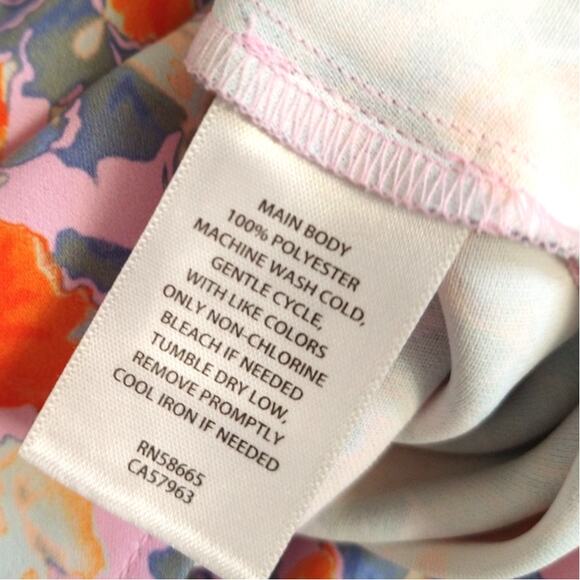 MAIN BODY
100% POLYESTER
MACHINE WASH COLD,
GENTLE CYCLE,
WITH LIKE COLORS
ONLY NON-CHLORINE
BLEACH IF NEEDED
TUMBLE DRY LOW,
REMOVE PROMPTLY
COOL IRON IF NEEDED
RN58665
CA57963